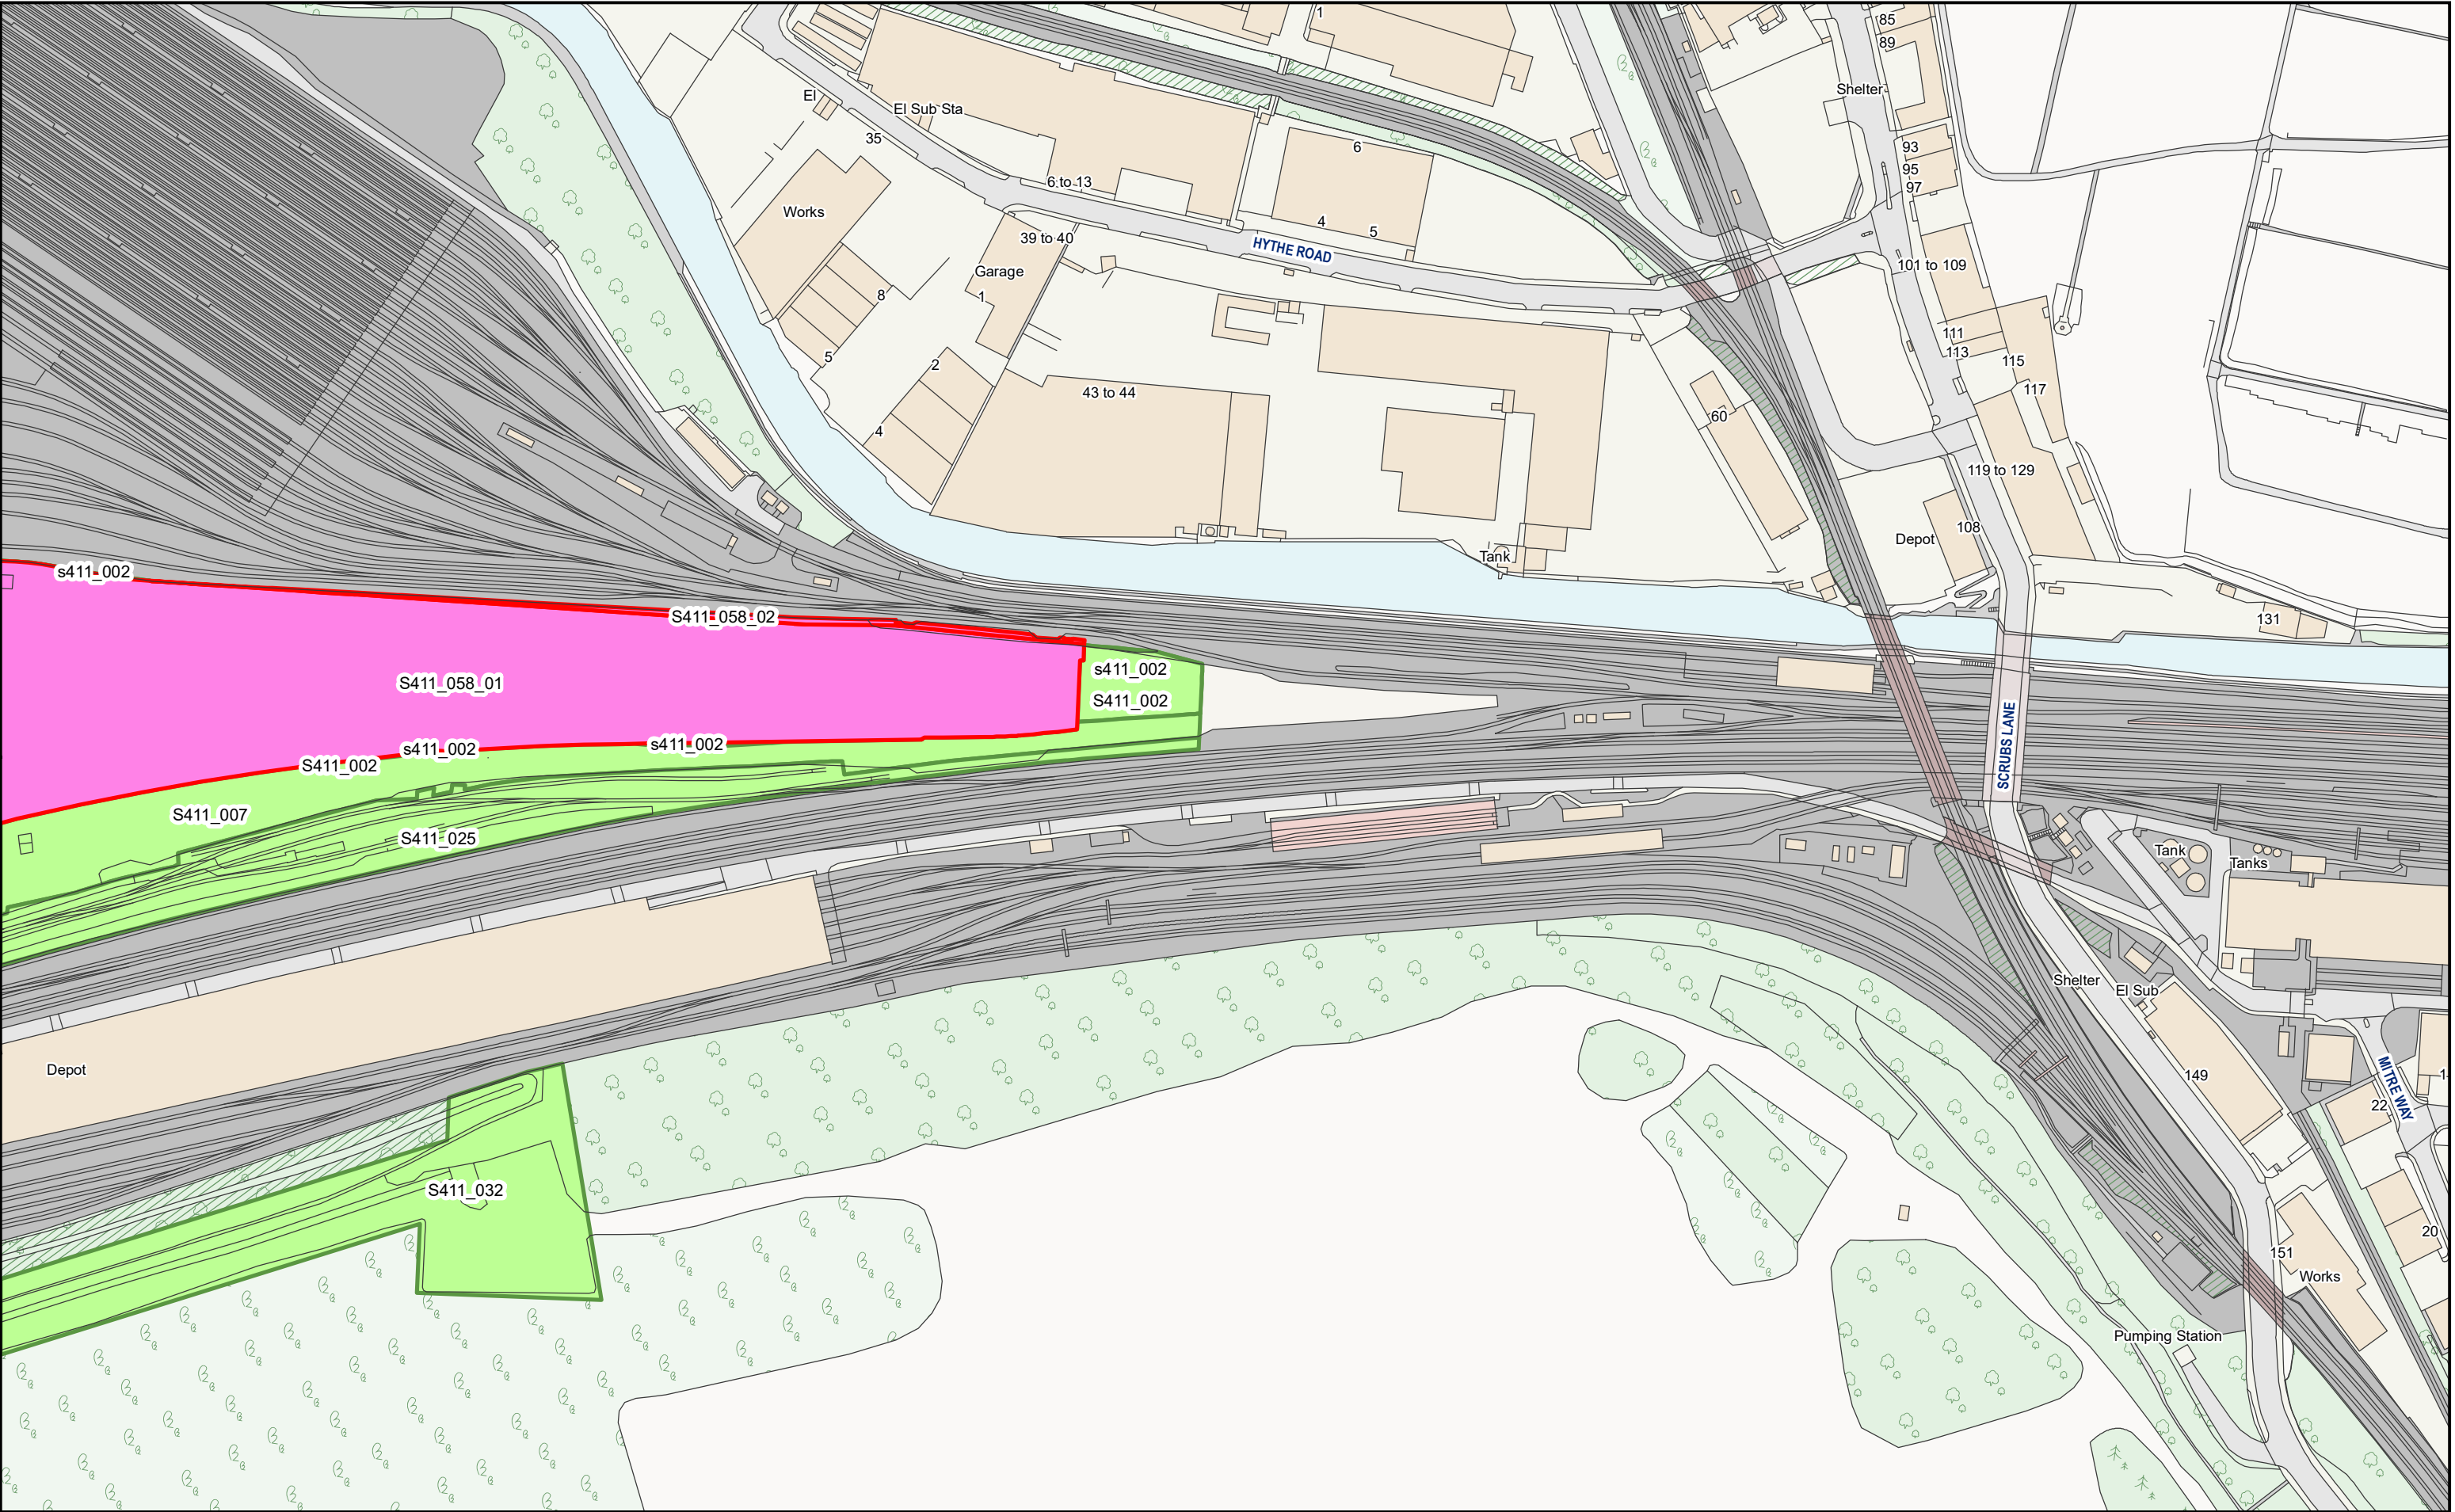 1
85
89
Shelter
El
El Sub Sta
35
6
93
95
97
6 to 13
Works
4
5
39 to 40
HYTHE ROAD
101 to 109
Garage
1
8
111
113
115
117
5
2
43 to 44
60
4
119 to 129
108
Depot
Tank
s411_002
S411_058_02
131
s411_002
S411_002
S411_058_01
SCRUBS LANE
s411_002
s411_002
S411_002
S411_007
S411_025
Tank
Tanks
Shelter
El Sub
Depot
149
MITRE WAY
22
S411_032
20
151
Works
Pumping Station